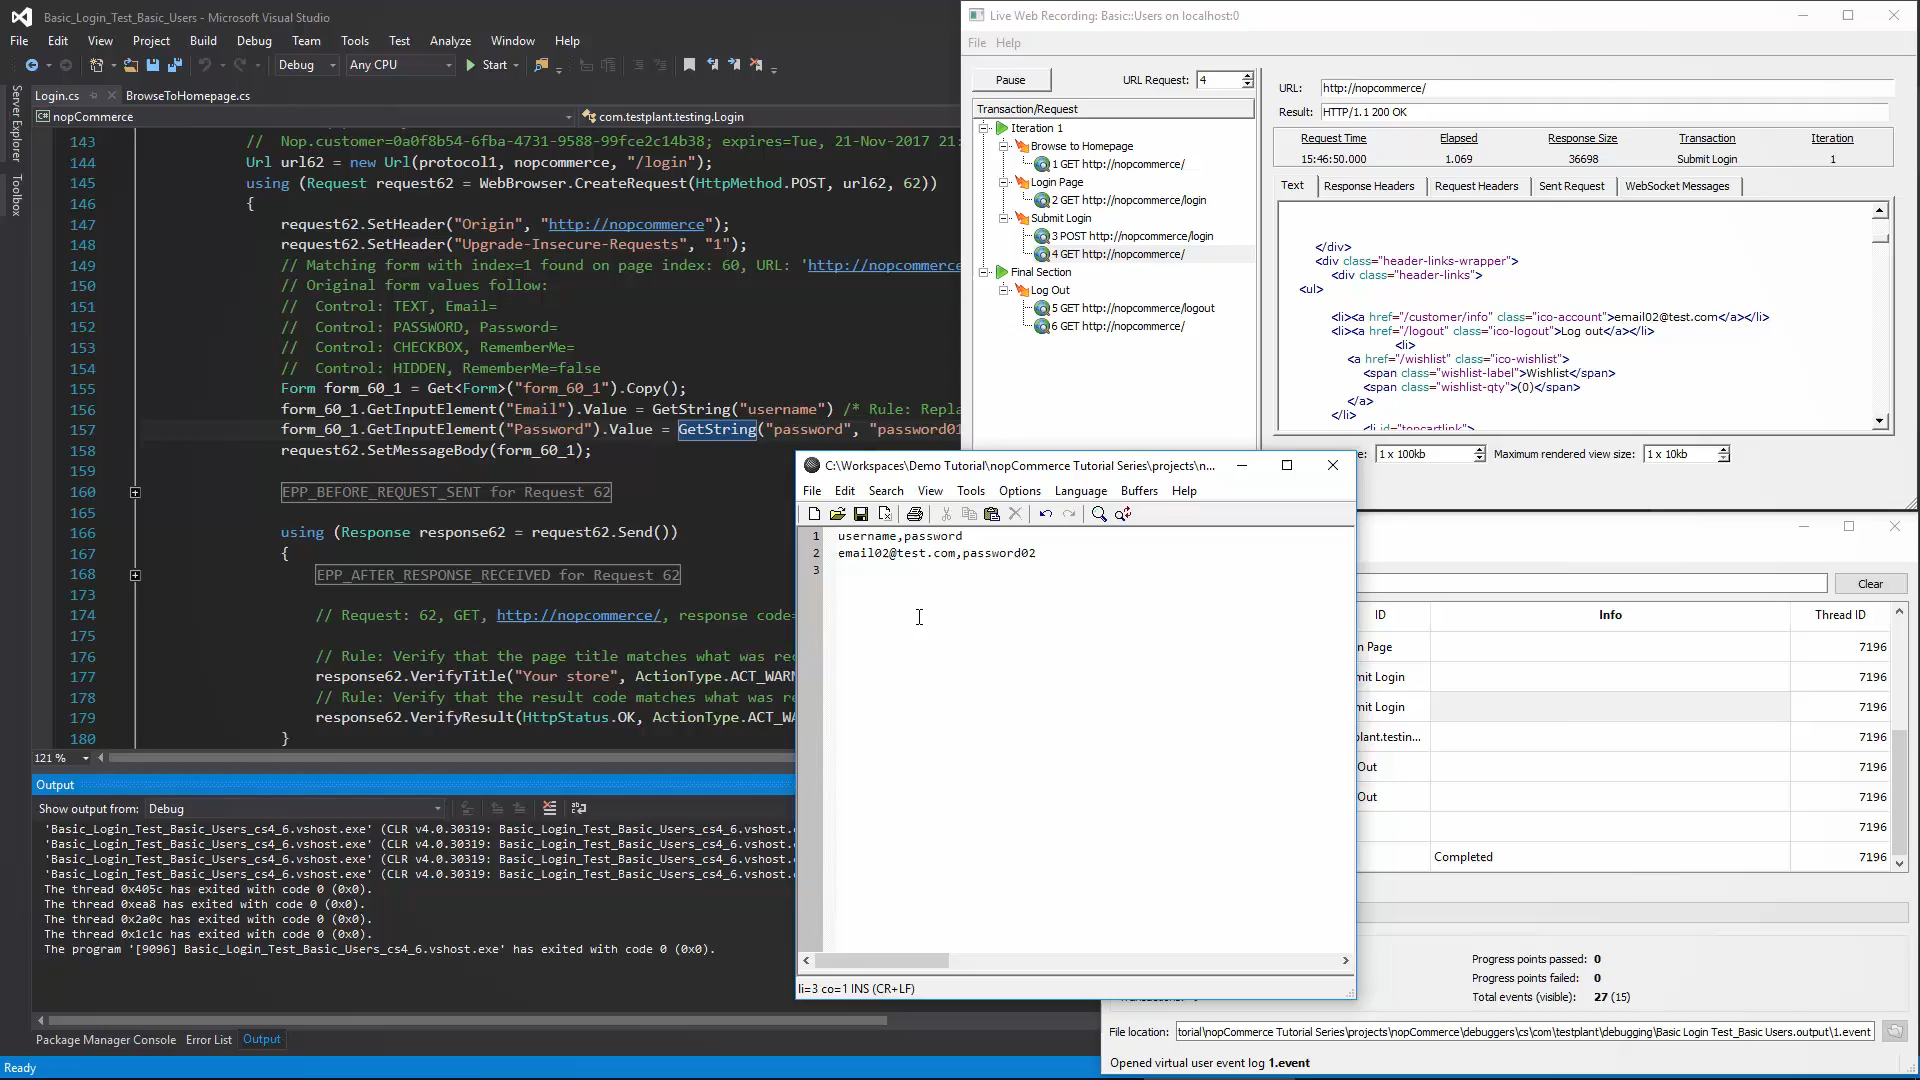 Basic_Login_Test_Basic_Users - Microsoft Visual Studio
File Edit View Project Build Debug Team Tools Test Analyze Window Help
Debug Any CPU Start
Server Explorer
Toolbox
Login.cs BrowseToHomepage.cs
nopCommerce com.testplant.testing.Login
143 // Nop.customer=0a0f8b54-6fba-4731-9588-99fce2c14b38; expires=Tue, 21-Nov-2017 21:
144 Url url62 = new Url(protocol1, nopcommerce, "/login");
145 using (Request request62 = WebBrowser.CreateRequest(HttpMethod.POST, url62, 62))
146 {
147 request62.SetHeader("Origin", "http://nopcommerce");
148 request62.SetHeader("Upgrade-Insecure-Requests", "1");
149 // Matching form with index=1 found on page index: 60, URL: 'http://nopcommerce
150 // Original form values follow:
151 // Control: TEXT, Email=
152 // Control: PASSWORD, Password=
153 // Control: CHECKBOX, RememberMe=
154 // Control: HIDDEN, RememberMe=false
155 Form form_60_1 = Get<Form>("form_60_1").Copy();
156 form_60_1.GetInputElement("Email").Value = GetString("username") /* Rule: Repla
157 form_60_1.GetInputElement("Password").Value = GetString("password", "password01
158 request62.SetMessageBody(form_60_1);
159
160 EPP_BEFORE_REQUEST_SENT for Request 62
165
166 using (Response response62 = request62.Send())
167 {
168 EPP_AFTER_RESPONSE_RECEIVED for Request 62
173
174 // Request: 62, GET, http://nopcommerce/, response code=
175
176 // Rule: Verify that the page title matches what was rec
177 response62.VerifyTitle("Your store", ActionType.ACT_WARN
178 // Rule: Verify that the result code matches what was re
179 response62.VerifyResult(HttpStatus.OK, ActionType.ACT_WA
180 }
121 %
Output
Show output from: Debug
'Basic_Login_Test_Basic_Users_cs4_6.vshost.exe' (CLR v4.0.30319: Basic_Login_Test_Basic_Users_cs4_6.vshost.
'Basic_Login_Test_Basic_Users_cs4_6.vshost.exe' (CLR v4.0.30319: Basic_Login_Test_Basic_Users_cs4_6.vshost.
'Basic_Login_Test_Basic_Users_cs4_6.vshost.exe' (CLR v4.0.30319: Basic_Login_Test_Basic_Users_cs4_6.vshost.
'Basic_Login_Test_Basic_Users_cs4_6.vshost.exe' (CLR v4.0.30319: Basic_Login_Test_Basic_Users_cs4_6.vshost.
The thread 0x405c has exited with code 0 (0x0).
The thread 0xea8 has exited with code 0 (0x0).
The thread 0x2a0c has exited with code 0 (0x0).
The thread 0x1c1c has exited with code 0 (0x0).
The program '[9096] Basic_Login_Test_Basic_Users_cs4_6.vshost.exe' has exited with code 0 (0x0).
Package Manager Console Error List Output
Ready
Live Web Recording: Basic::Users on localhost:0
File Help
Pause URL Request: 4
Transaction/Request
Iteration 1
Browse to Homepage
1 GET http://nopcommerce/
Login Page
2 GET http://nopcommerce/login
Submit Login
3 POST http://nopcommerce/login
4 GET http://nopcommerce/
Final Section
Log Out
5 GET http://nopcommerce/logout
6 GET http://nopcommerce/
URL: http://nopcommerce/
Result: HTTP/1.1 200 OK
Request Time Elapsed Response Size Transaction Iteration
15:46:50.000 1.069 36698 Submit Login 1
Text Response Headers Request Headers Sent Request WebSocket Messages
</div>
<div class="header-links-wrapper">
<div class="header-links">
<ul>
<li><a href="/customer/info" class="ico-account">email02@test.com</a></li>
<li><a href="/logout" class="ico-logout">Log out</a></li>
<li>
<a href="/wishlist" class="ico-wishlist">
<span class="wishlist-label">Wishlist</span>
<span class="wishlist-qty">(0)</span>
</a>
</li>
<li id="topcartlink">
e: 1 x 100kb Maximum rendered view size: 1 x 10kb
C:\Workspaces\Demo Tutorial\nopCommerce Tutorial Series\projects\n...
File Edit Search View Tools Options Language Buffers Help
1 username,password
2 email02@test.com,password02
3
li=3 co=1 INS (CR+LF)
Clear
ID Info Thread ID
n Page 7196
mit Login 7196
mit Login 7196
plant.testin... 7196
Out 7196
Out 7196
7196
Completed 7196
Progress points passed: 0
Progress points failed: 0
Total events (visible): 27 (15)
File location: torial\nopCommerce Tutorial Series\projects\nopCommerce\debuggers\cs\com\testplant\debugging\Basic Login Test_Basic Users.output\1.event
Opened virtual user event log 1.event